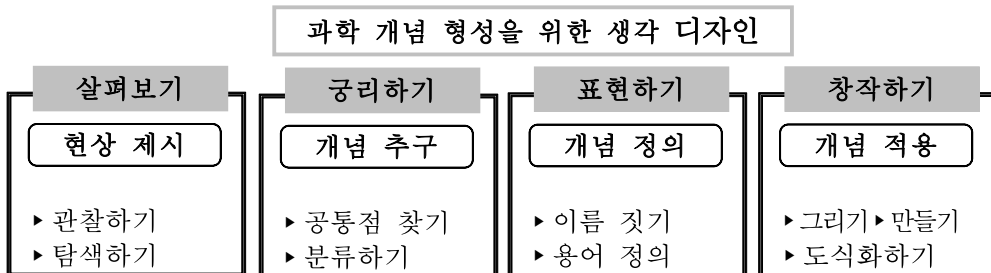 과학 개념 형성을 위한 생각 디자인
살펴보기
현상 제시
▸관찰하기
▸탐색하기
궁리하기
개념 추구
▸공통점 찾기
▸분류하기
표현하기
개념 정의
▸이름 짓기
▸용어 정의
창작하기
개념 적용
▸그리기▸만들기
▸도식화하기